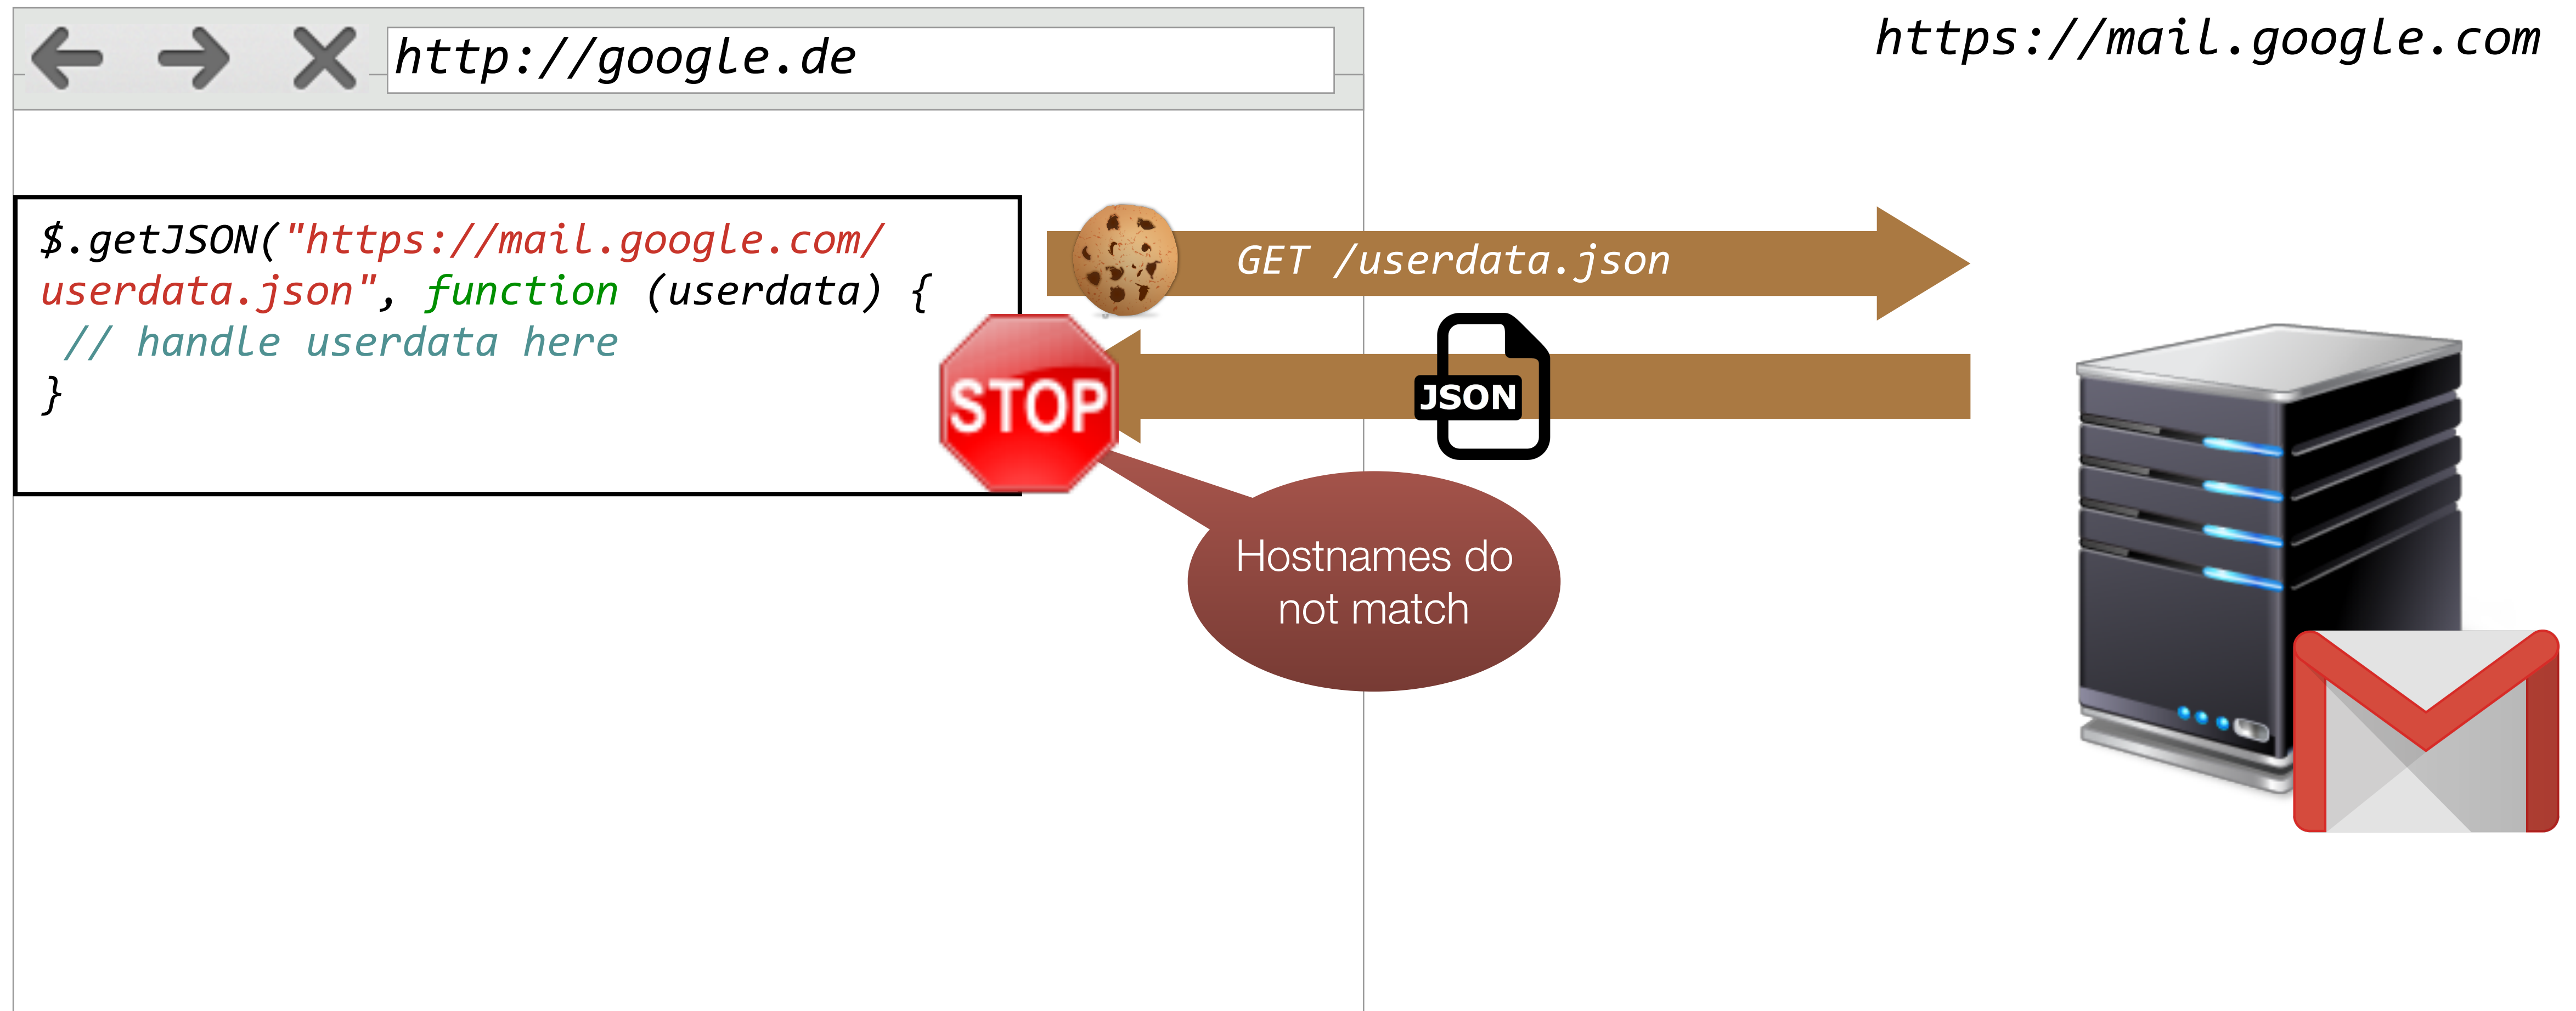 http://google.de
https://mail.google.com
$.getJSON("https://mail.google.com/
userdata.json", function (userdata) {
// handle userdata here
}
GET /userdata.json
STOP
JSON
Hostnames do
not match